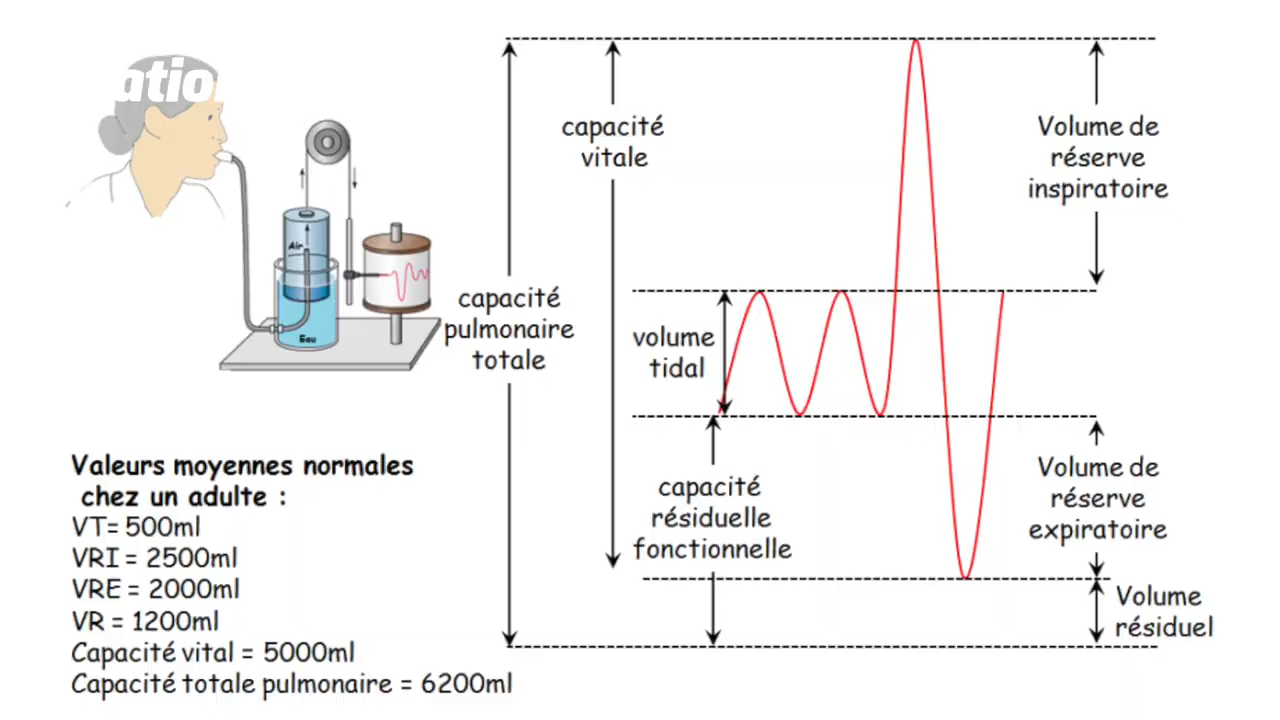 ation
Air
Eau
capacité
pulmonaire
totale
capacité
vitale
volume
tidal
capacité
résiduelle
fonctionnelle
Volume de
réserve
inspiratoire
Volume de
réserve
expiratoire
Volume
résiduel
Valeurs moyennes normales
chez un adulte :
VT= 500ml
VRI = 2500ml
VRE = 2000ml
VR = 1200ml
Capacité vital = 5000ml
Capacité totale pulmonaire = 6200ml